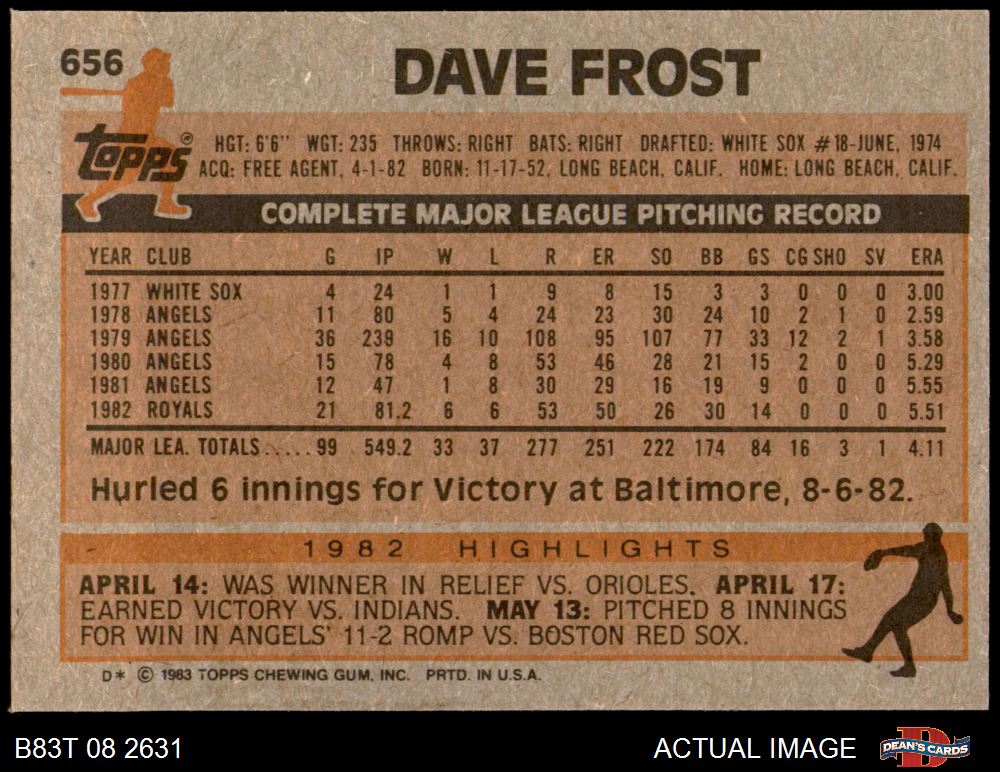 656
DAVE FROST
Topps®
HGT: 6'6'' WGT: 235 THROWS: RIGHT BATS: RIGHT DRAFTED: WHITE SOX #18-JUNE, 1974
ACQ: FREE AGENT, 4-1-82 BORN: 11-17-52, LONG BEACH, CALIF. HOME: LONG BEACH, CALIF.
COMPLETE MAJOR LEAGUE PITCHING RECORD
YEAR CLUB G IP W L R ER SO BB GS CG SHO SV ERA
1977 WHITE SOX 4 24 1 1 9 8 15 3 3 0 0 0 3.00
1978 ANGELS 11 80 5 4 24 23 30 24 10 2 1 0 2.59
1979 ANGELS 36 239 16 10 108 95 107 77 33 12 2 1 3.58
1980 ANGELS 15 78 4 8 53 46 28 21 15 2 0 0 5.29
1981 ANGELS 12 47 1 8 30 29 16 19 9 0 0 0 5.55
1982 ROYALS 21 81.2 6 6 53 50 26 30 14 0 0 0 5.51
MAJOR LEA. TOTALS..... 99 549.2 33 37 277 251 222 174 84 16 3 1 4.11
Hurled 6 innings for Victory at Baltimore, 8-6-82.
1982 HIGHLIGHTS
APRIL 14: WAS WINNER IN RELIEF VS. ORIOLES. APRIL 17:
EARNED VICTORY VS. INDIANS. MAY 13: PITCHED 8 INNINGS
FOR WIN IN ANGELS' 11-2 ROMP VS. BOSTON RED SOX.
D* © 1983 TOPPS CHEWING GUM, INC. PRTD. IN U.S.A.
B83T 08 2631 ACTUAL IMAGE D DEAN'S CARDS